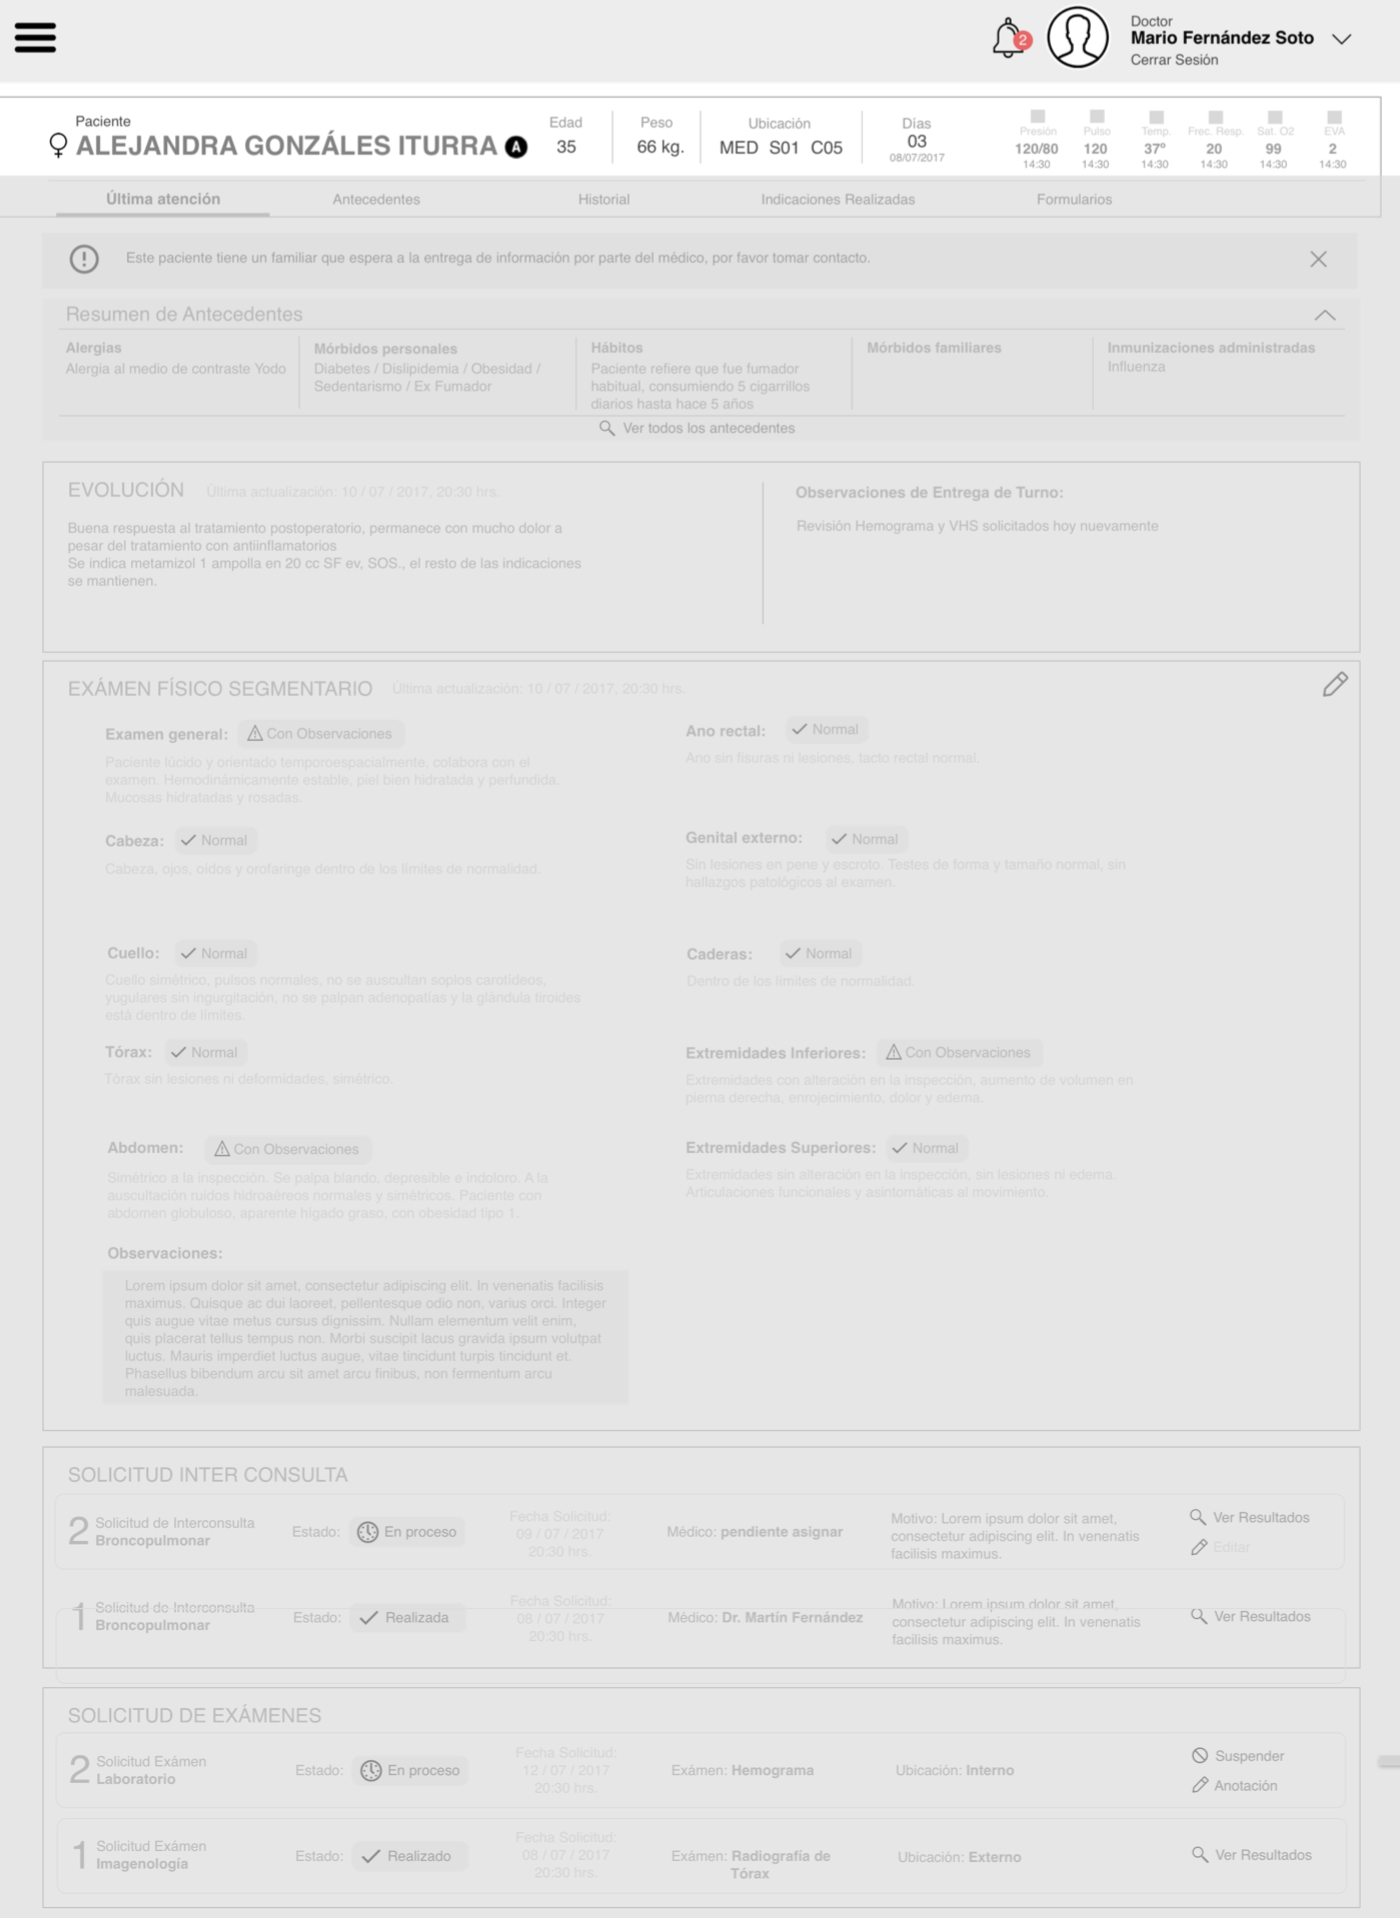 2
Doctor
Mario Fernández Soto
Cerrar Sesión
Paciente
ALEJANDRA GONZÁLES ITURRA A
Edad
35
Peso
66 kg.
Ubicación
MED S01 C05
Días
03
08/07/2017
Presión
120/80
14:30
Pulso
120
14:30
Temp.
37º
14:30
Frec. Resp.
20
14:30
Sat. O2
99
14:30
EVA
2
14:30
Última atención
Antecedentes
Historial
Indicaciones Realizadas
Formularios
Este paciente tiene un familiar que espera a la entrega de información por parte del médico, por favor tomar contacto.
Resumen de Antecedentes
Alergias
Alergia al medio de contraste Yodo
Mórbidos personales
Diabetes / Dislipidemia / Obesidad /
Sedentarismo / Ex Fumador
Hábitos
Paciente refiere que fue fumador
habitual, consumiendo 5 cigarrillos
diarios hasta hace 5 años
Mórbidos familiares
Inmunizaciones administradas
Influenza
Ver todos los antecedentes
EVOLUCIÓN Última actualización: 10 / 07 / 2017, 20:30 hrs.
Buena respuesta al tratamiento postoperatorio, permanece con mucho dolor a
pesar del tratamiento con antiinflamatorios
Se indica metamizol 1 ampolla en 20 cc SF ev, SOS., el resto de las indicaciones
se mantienen.
Observaciones de Entrega de Turno:
Revisión Hemograma y VHS solicitados hoy nuevamente
EXÁMEN FÍSICO SEGMENTARIO Última actualización: 10 / 07 / 2017, 20:30 hrs.
Examen general: Con Observaciones
Paciente lúcido y orientado temporoespacialmente, colabora con el
examen. Hemodinámicamente estable, piel bien hidratada y perfundida.
Mucosas hidratadas y rosadas.
Ano rectal: Normal
Ano sin fisuras ni lesiones, tacto rectal normal.
Cabeza: Normal
Cabeza, ojos, oídos y orofaringe dentro de los límites de normalidad.
Genital externo: Normal
Sin lesiones en pene y escroto. Testes de forma y tamaño normal, sin
hallazgos patológicos al examen.
Cuello: Normal
Cuello simétrico, pulsos normales, no se auscultan soplos carotídeos,
yugulares sin ingurgitación, no se palpan adenopatías y la glándula tiroides
está dentro de límites.
Caderas: Normal
Dentro de los límites de normalidad.
Tórax: Normal
Tórax sin lesiones ni deformidades, simétrico.
Extremidades Inferiores: Con Observaciones
Extremidades con alteración en la inspección, aumento de volumen en
pierna derecha, enrojecimiento, dolor y edema.
Abdomen: Con Observaciones
Simétrico a la inspección. Se palpa blando, depresible e indoloro. A la
auscultación ruidos hidroaéreos normales y simétricos. Paciente con
abdomen globuloso, aparente hígado graso, con obesidad tipo 1.
Extremidades Superiores: Normal
Extremidades sin alteración en la inspección, sin lesiones ni edema.
Articulaciones funcionales y asintomáticas al movimiento.
Observaciones:
Lorem ipsum dolor sit amet, consectetur adipiscing elit. In venenatis facilisis
maximus. Quisque ac dui laoreet, pellentesque odio non, varius orci. Integer
quis augue vitae metus cursus dignissim. Nullam elementum velit enim,
quis placerat tellus tempus non. Morbi suscipit lacus gravida ipsum volutpat
luctus. Mauris imperdiet luctus augue, vitae tincidunt turpis tincidunt et.
Phasellus bibendum arcu sit amet arcu finibus, non fermentum arcu
malesuada.
SOLICITUD INTER CONSULTA
2
Solicitud de Interconsulta
Broncopulmonar
Estado: En proceso
Fecha Solicitud:
09 / 07 / 2017
20:30 hrs.
Médico: pendiente asignar
Motivo: Lorem ipsum dolor sit amet,
consectetur adipiscing elit. In venenatis
facilisis maximus.
Ver Resultados
Editar
1
Solicitud de Interconsulta
Broncopulmonar
Estado: Realizada
Fecha Solicitud:
08 / 07 / 2017
20:30 hrs.
Médico: Dr. Martín Fernández
Motivo: Lorem ipsum dolor sit amet,
consectetur adipiscing elit. In venenatis
facilisis maximus.
Ver Resultados
SOLICITUD DE EXÁMENES
2
Solicitud Exámen
Laboratorio
Estado: En proceso
Fecha Solicitud:
12 / 07 / 2017
20:30 hrs.
Exámen: Hemograma
Ubicación: Interno
Suspender
Anotación
1
Solicitud Exámen
Imagenología
Estado: Realizado
Fecha Solicitud:
08 / 07 / 2017
20:30 hrs.
Exámen: Radiografía de
Tórax
Ubicación: Externo
Ver Resultados